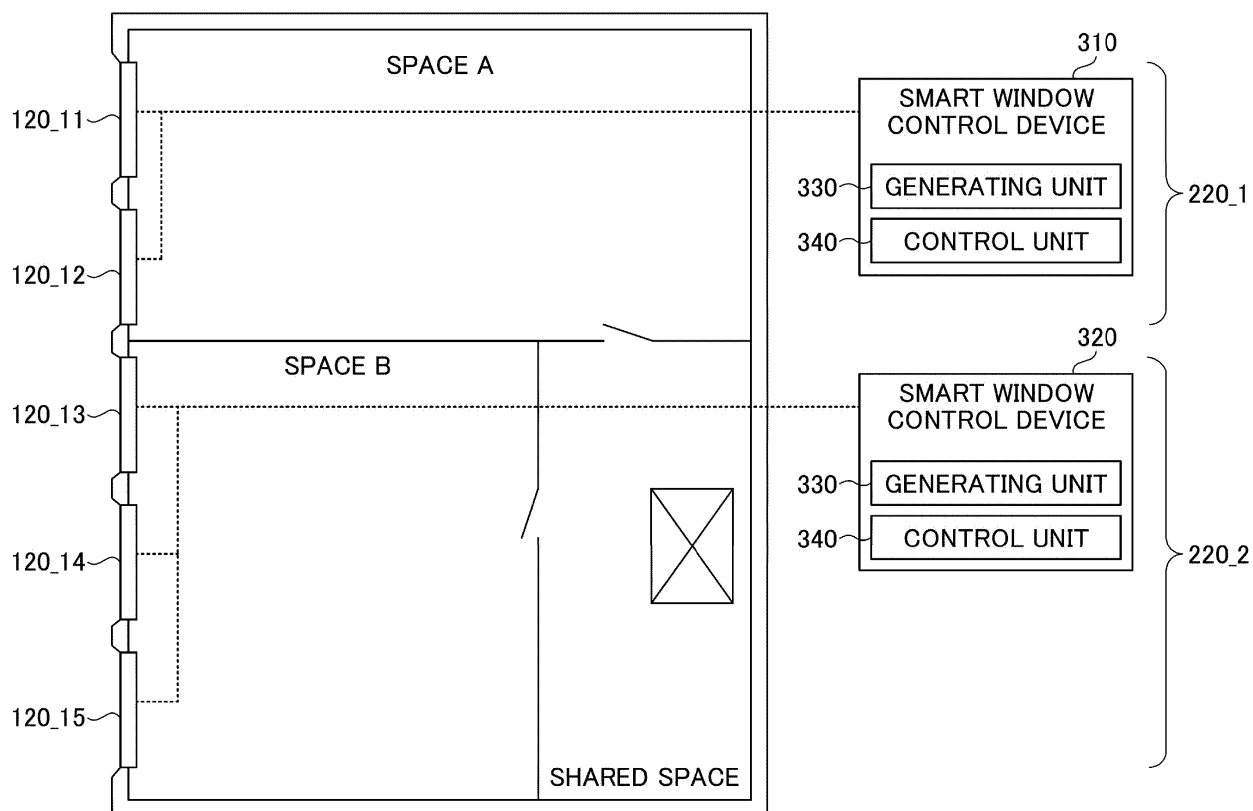 SPACE A
120_11
120_12
310
SMART WINDOW
CONTROL DEVICE
330
GENERATING UNIT
340
CONTROL UNIT
220_1
SPACE B
120_13
120_14
120_15
SHARED SPACE
320
SMART WINDOW
CONTROL DEVICE
330
GENERATING UNIT
340
CONTROL UNIT
220_2